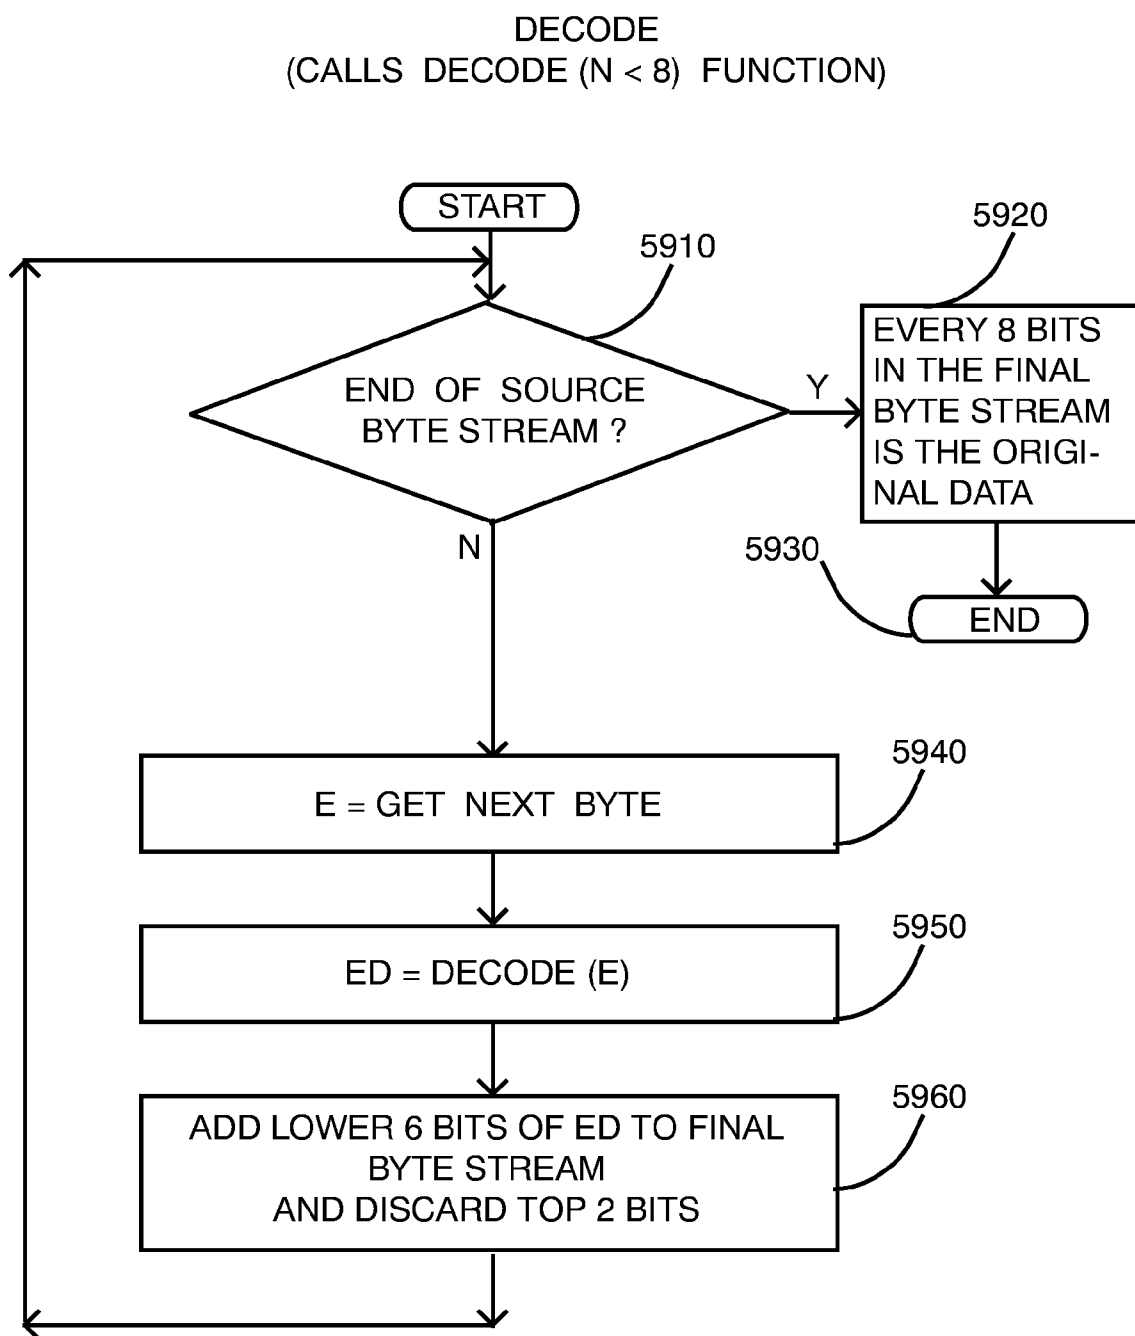 DECODE
(CALLS DECODE (N < 8) FUNCTION)
START
5910
5920
END OF SOURCE
BYTE STREAM ?
Y
EVERY 8 BITS
IN THE FINAL
BYTE STREAM
IS THE ORIGI-
NAL DATA
N
5930
END
5940
E = GET NEXT BYTE
5950
ED = DECODE (E)
5960
ADD LOWER 6 BITS OF ED TO FINAL
BYTE STREAM
AND DISCARD TOP 2 BITS